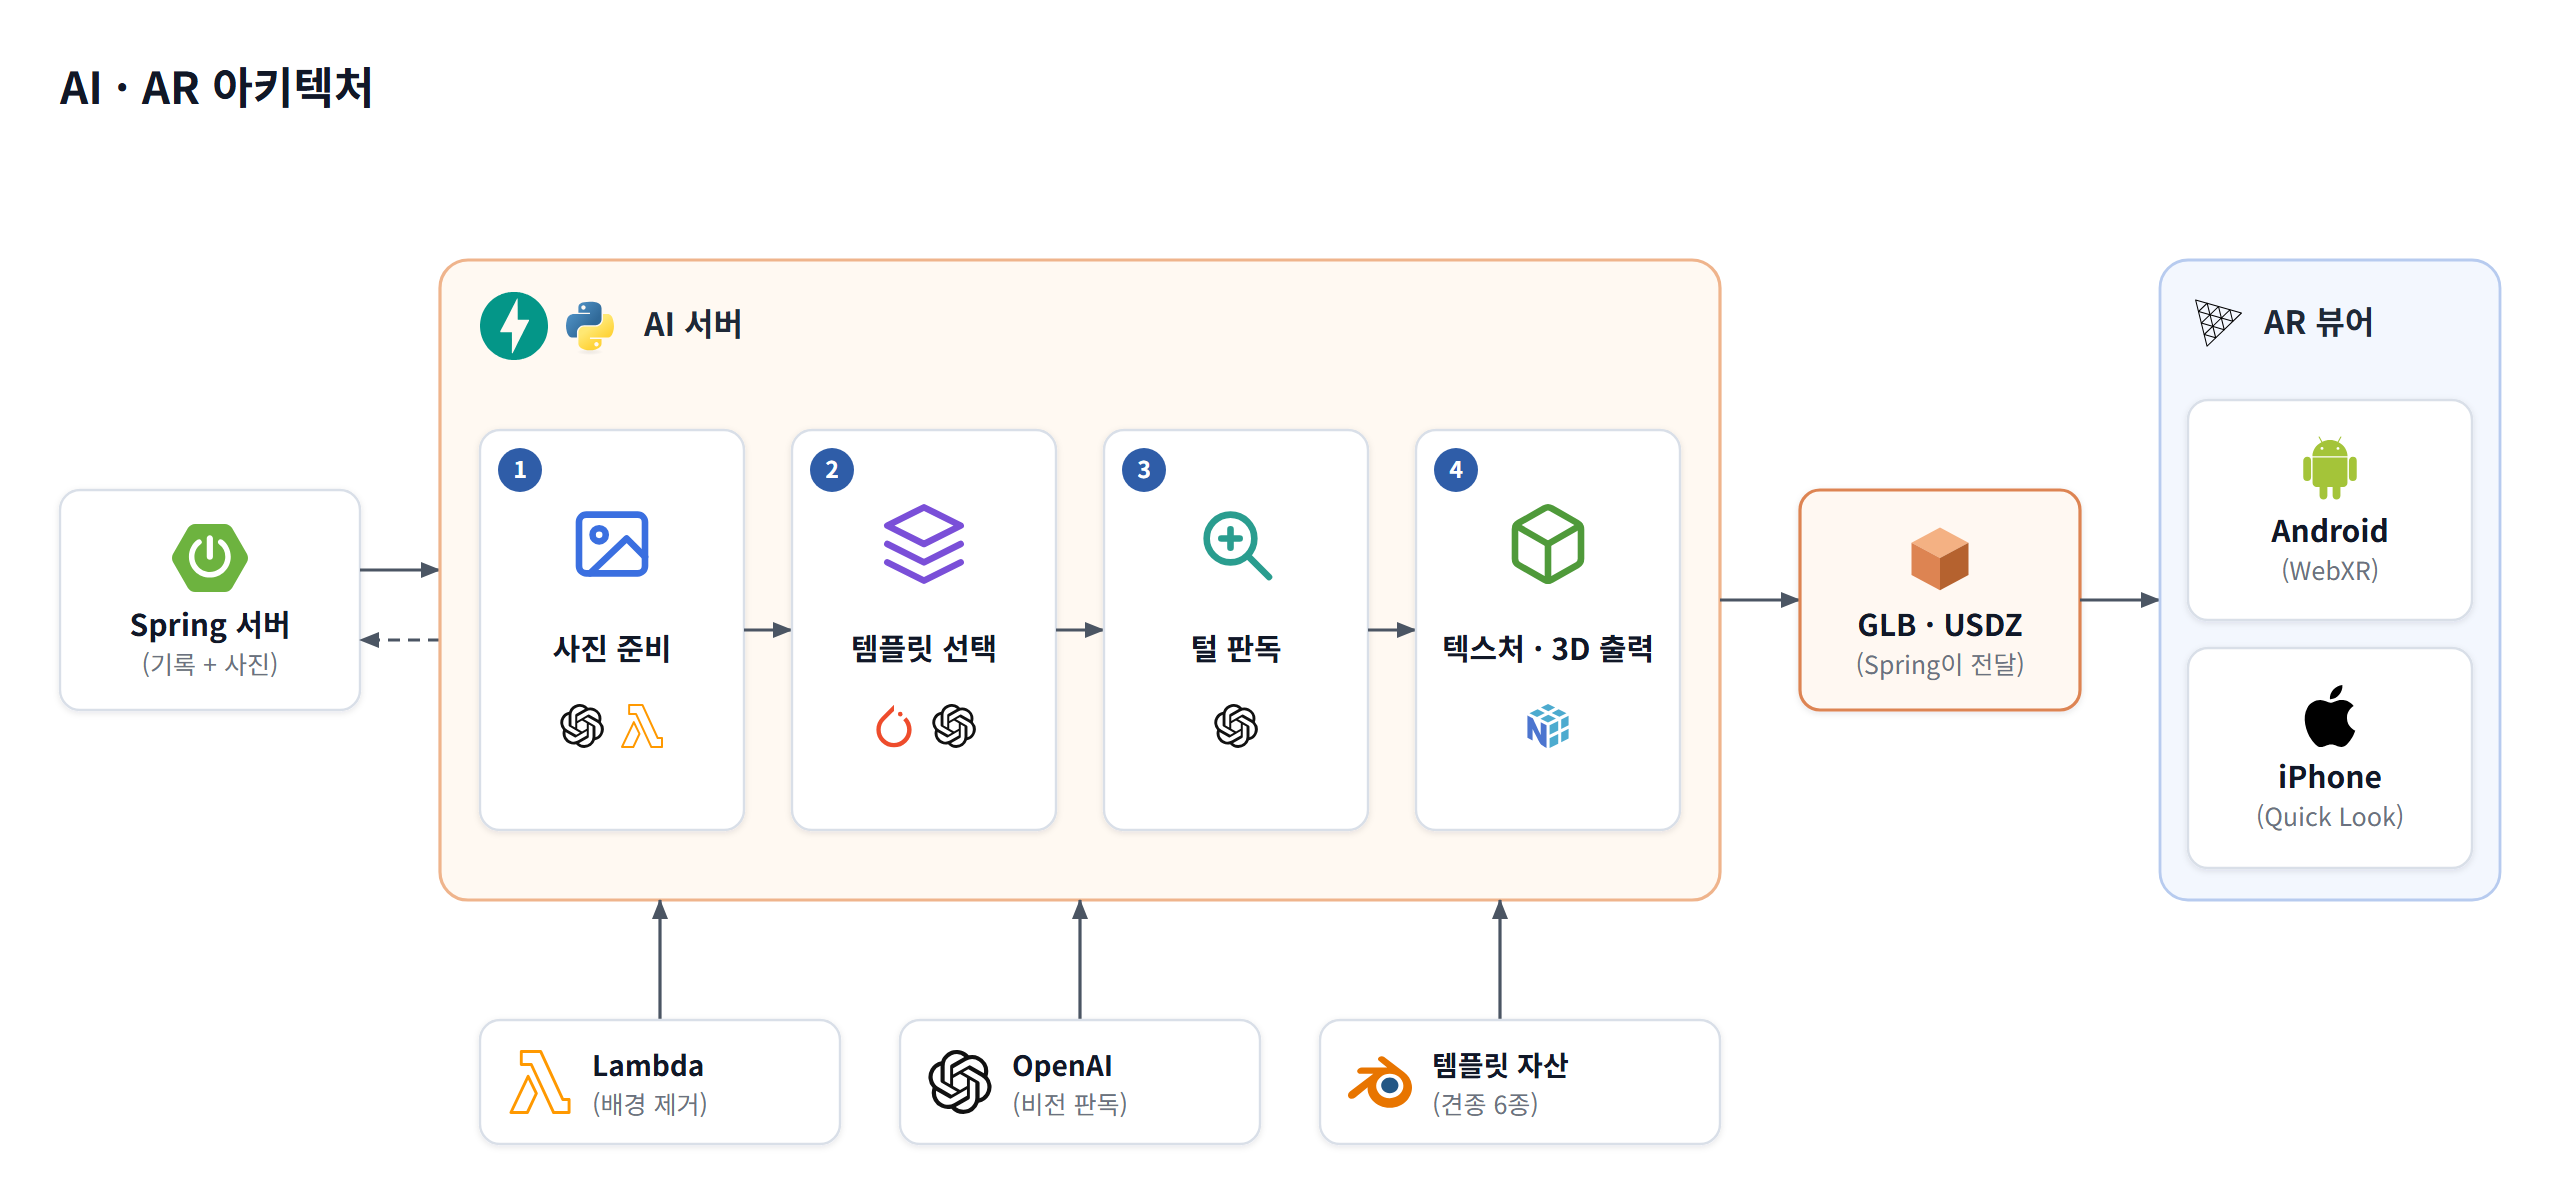 AI · AR 아키텍처
AI 서버
AR 뷰어
Spring 서버
(기록 + 사진)
1
사진 준비
2
템플릿 선택
3
털 판독
4
텍스처 · 3D 출력
GLB · USDZ
(Spring이 전달)
Android
(WebXR)
iPhone
(Quick Look)
Lambda
(배경 제거)
OpenAI
(비전 판독)
템플릿 자산
(견종 6종)